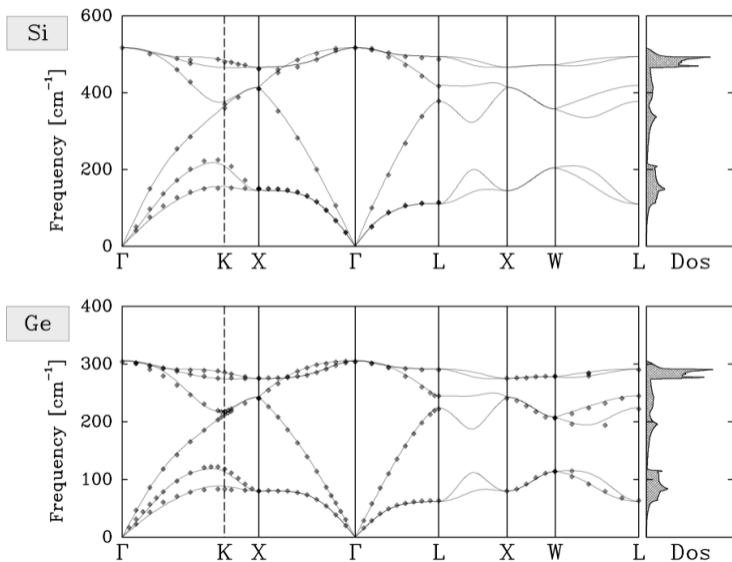 Si
600
400
200
0
Frequency [cm⁻¹]
Γ K X Γ L X W L Dos
Ge
400
300
200
100
0
Frequency [cm⁻¹]
Γ K X Γ L X W L Dos